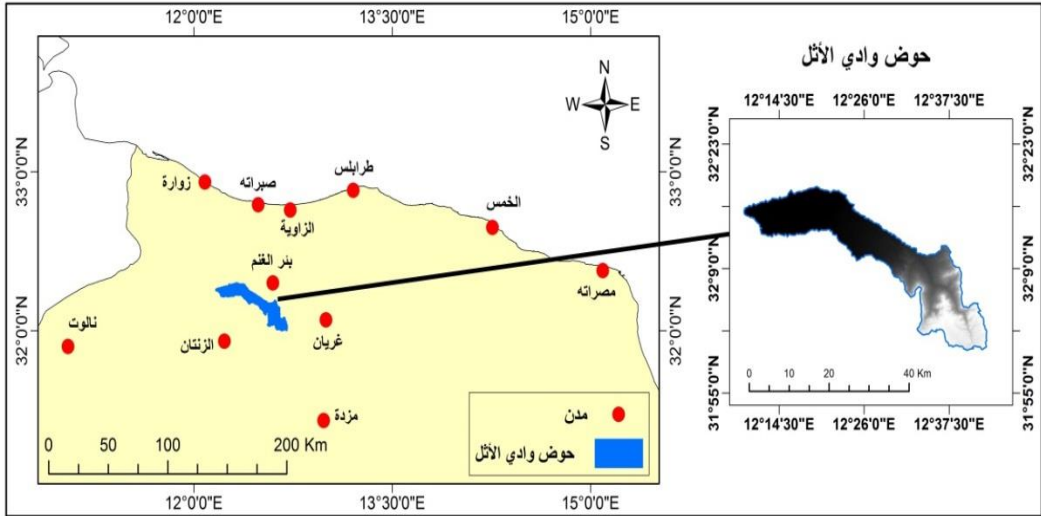 12°0'0"E 13°30'0"E 15°0'0"E
33°0'0"N
32°0'0"N
N
W E
S
زوارة
صبراته
طرابلس
الزاوية
الخمس
بئر الغنم
مصراته
نالوت
الزنتان
غريان
مزدة
0 50 100 200 Km
مدن
حوض وادي الأثل
33°0'0"N
32°0'0"N
12°0'0"E 13°30'0"E 15°0'0"E
حوض وادي الأثل
12°14'30"E 12°26'0"E 12°37'30"E
32°23'0"N
32°9'0"N
31°55'0"N
0 10 20 40 Km
32°23'0"N
32°9'0"N
31°55'0"N
12°14'30"E 12°26'0"E 12°37'30"E